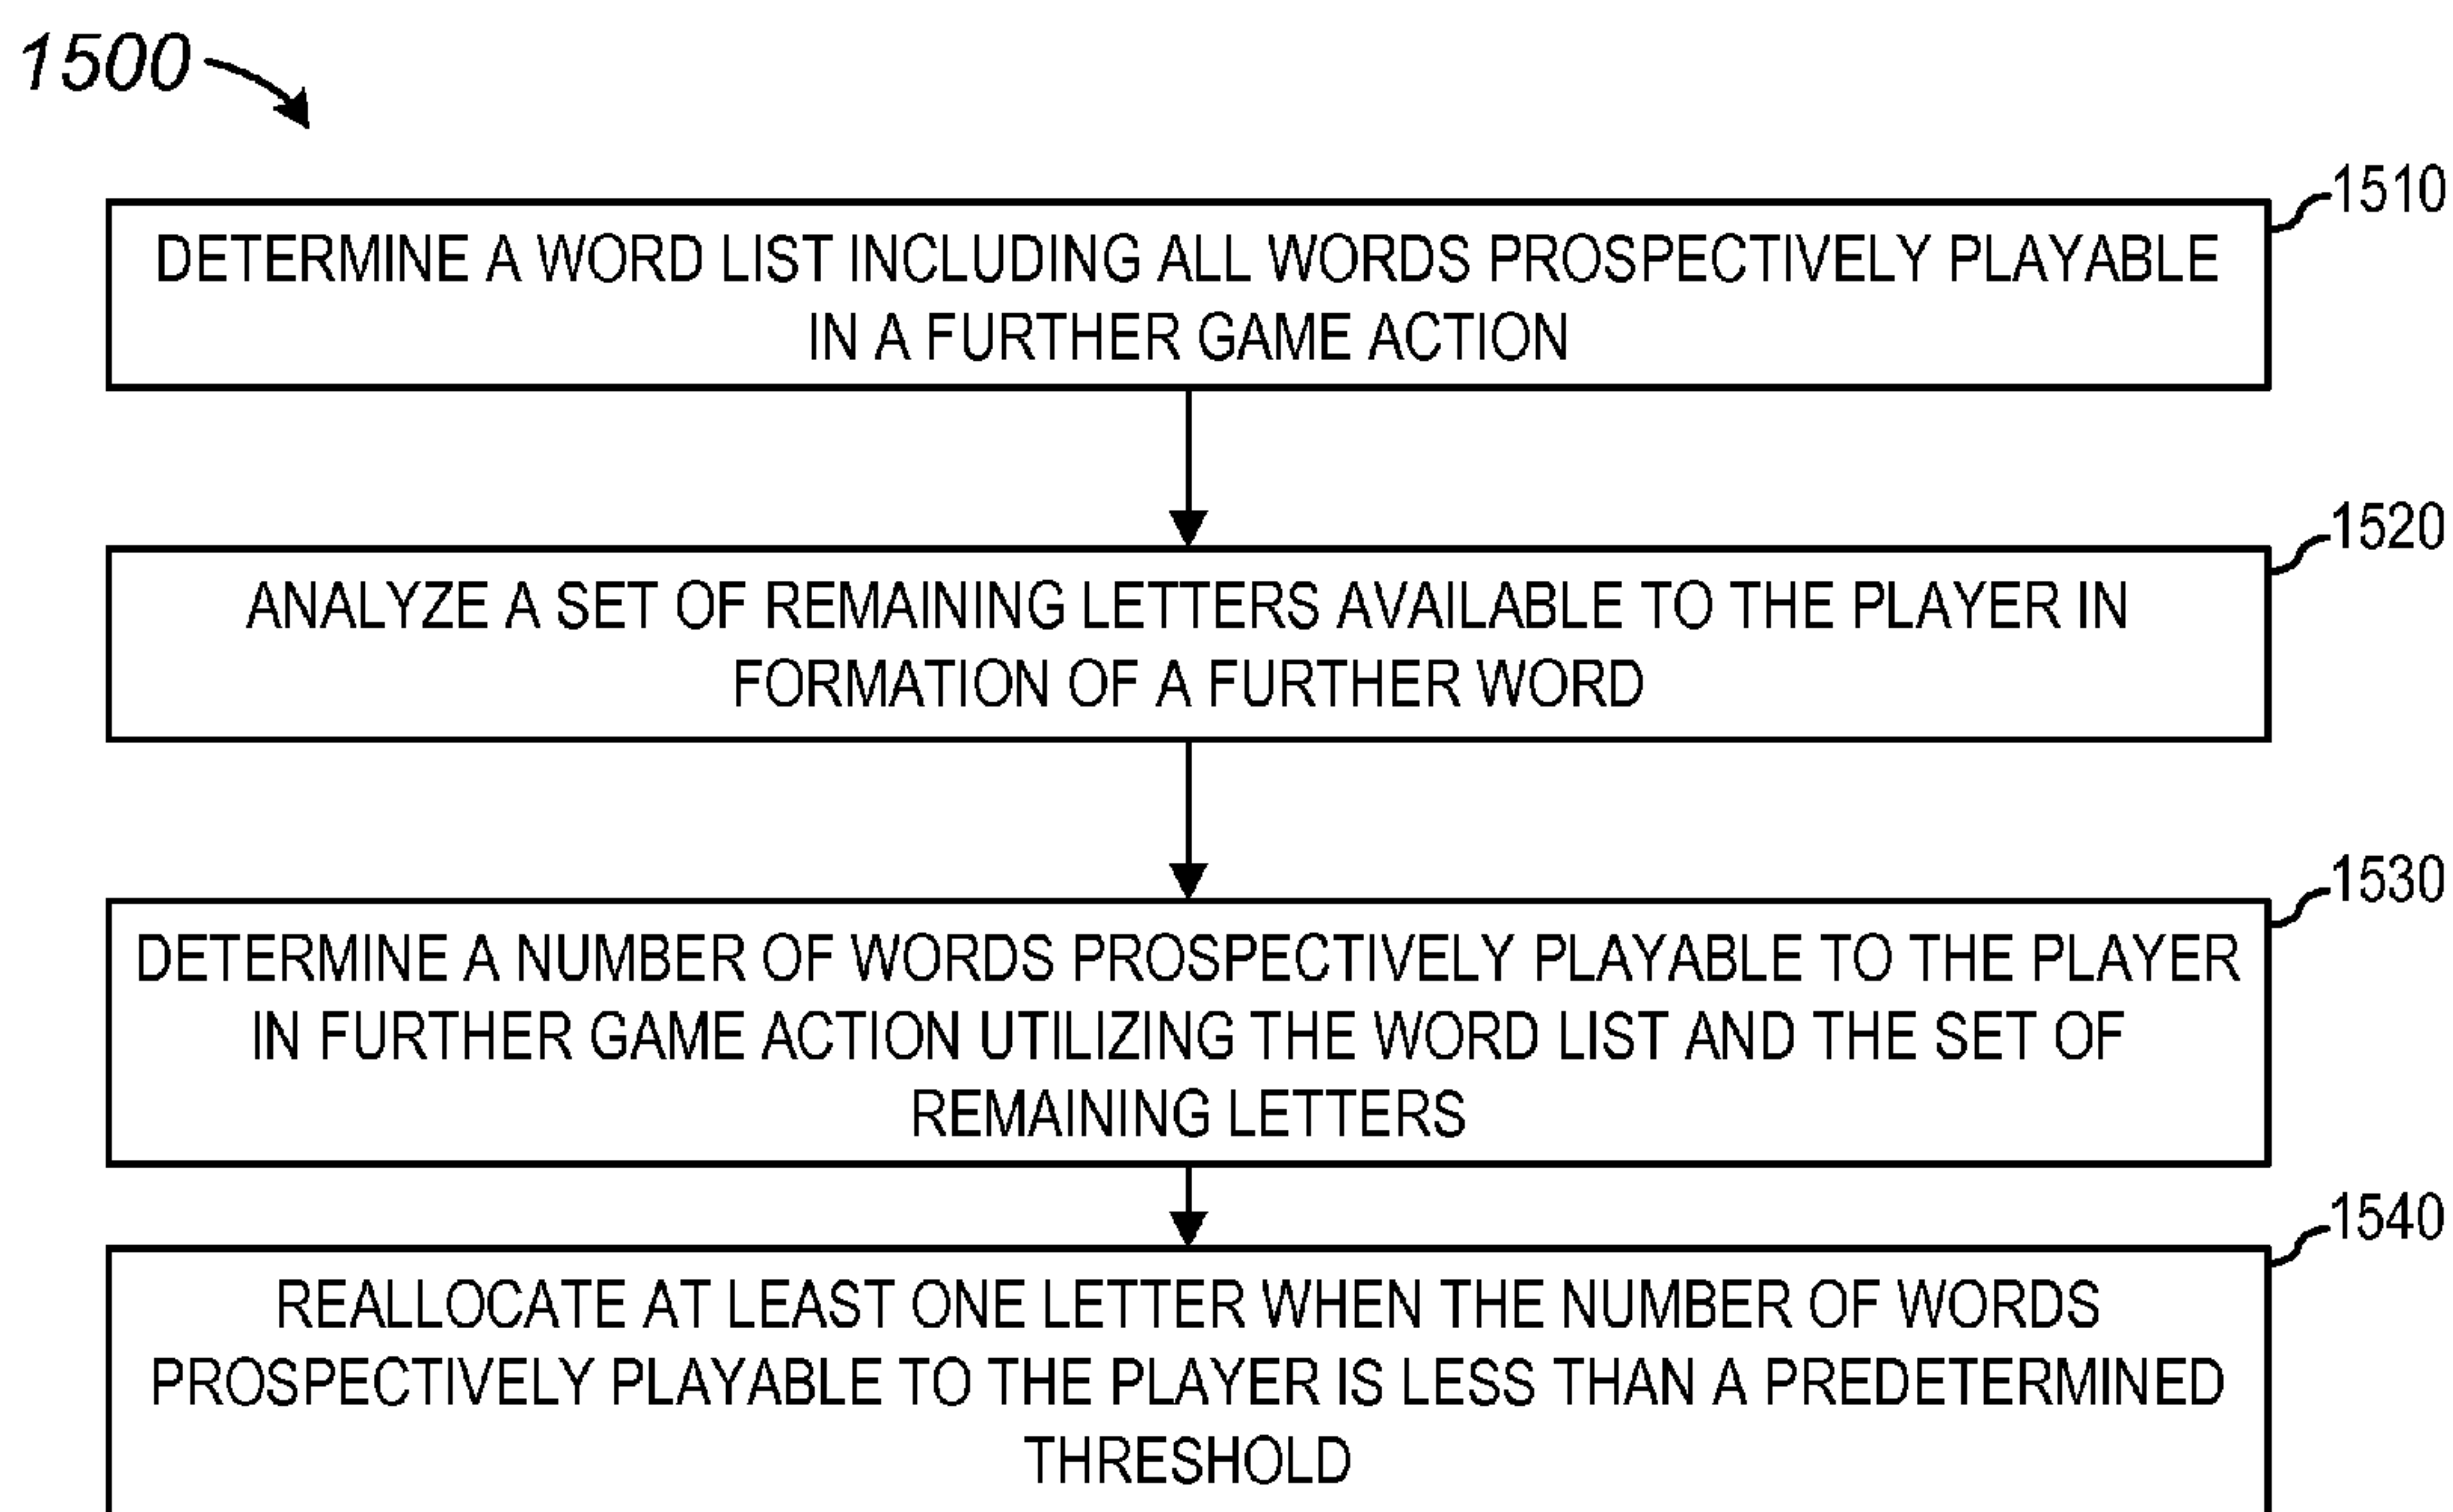 1500
1510
DETERMINE A WORD LIST INCLUDING ALL WORDS PROSPECTIVELY PLAYABLE
IN A FURTHER GAME ACTION
1520
ANALYZE A SET OF REMAINING LETTERS AVAILABLE TO THE PLAYER IN
FORMATION OF A FURTHER WORD
1530
DETERMINE A NUMBER OF WORDS PROSPECTIVELY PLAYABLE TO THE PLAYER
IN FURTHER GAME ACTION UTILIZING THE WORD LIST AND THE SET OF
REMAINING LETTERS
1540
REALLOCATE AT LEAST ONE LETTER WHEN THE NUMBER OF WORDS
PROSPECTIVELY PLAYABLE TO THE PLAYER IS LESS THAN A PREDETERMINED
THRESHOLD